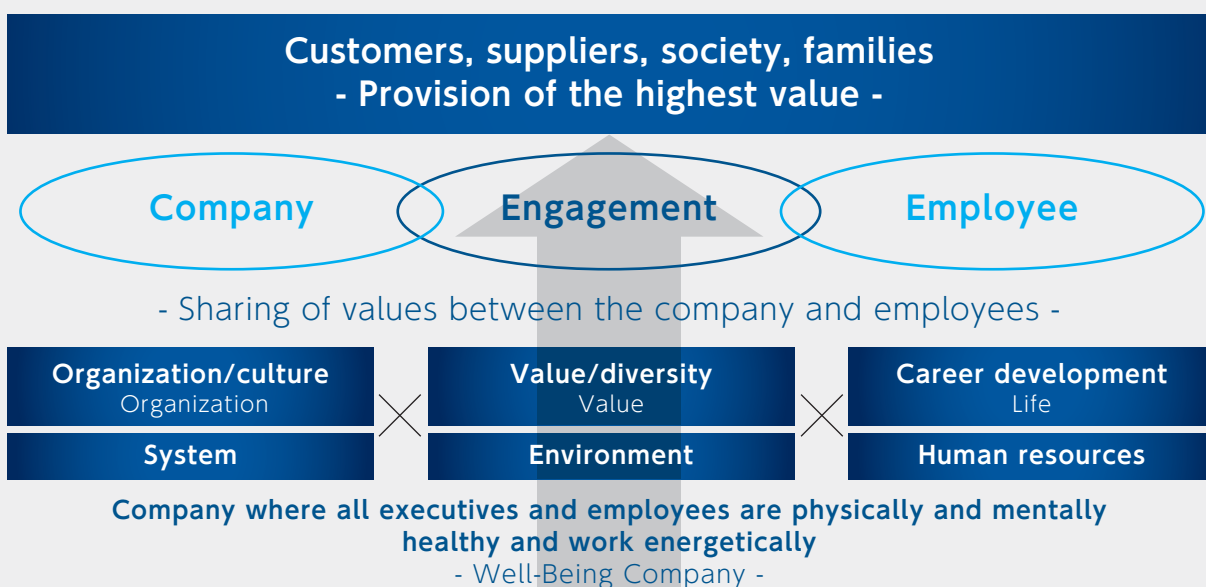 Customers, suppliers, society, families
- Provision of the highest value -
Company
Engagement
Employee
- Sharing of values between the company and employees -
Organization/culture
Organization
Value/diversity
Value
Career development
Life
System
Environment
Human resources
Company where all executives and employees are physically and mentally
healthy and work energetically
- Well-Being Company -